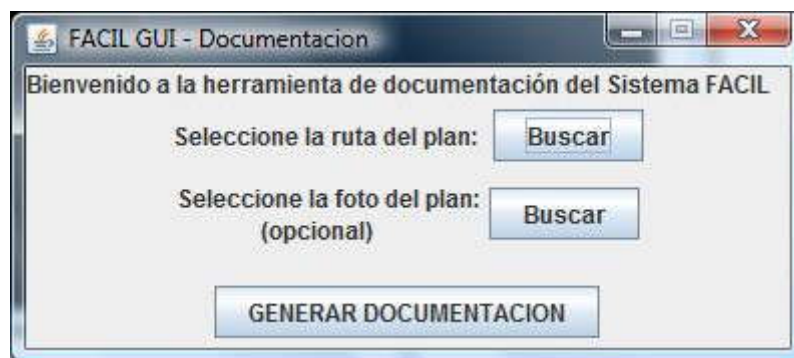 FACIL GUI - Documentacion
Bienvenido a la herramienta de documentación del Sistema FACIL
Seleccione la ruta del plan: Buscar
Seleccione la foto del plan:
(opcional) Buscar
GENERAR DOCUMENTACION